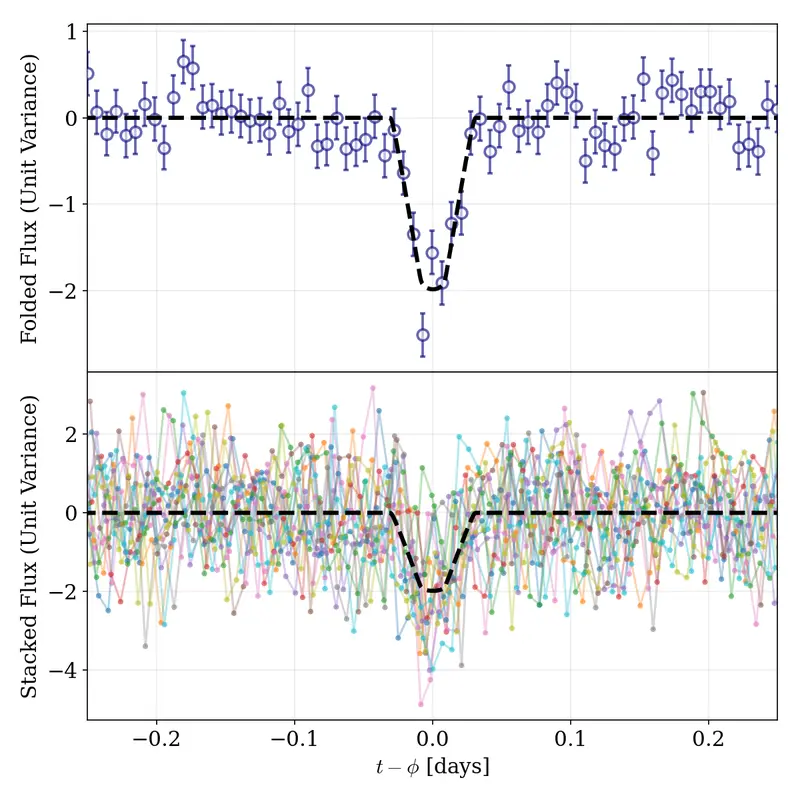 Folded Flux (Unit Variance)
1
0
−1
−2
Stacked Flux (Unit Variance)
2
0
−2
−4
−0.2 −0.1 0.0 0.1 0.2
t − ϕ [days]